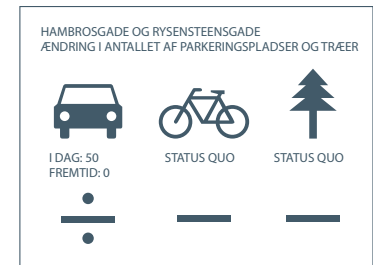 HAMBROSGADE OG RYSENSTEENSGADE
ÆNDRING I ANTALLET AF PARKERINGSPLADSER OG TRÆER
I DAG: 50
FREMTID: 0
STATUS QUO
STATUS QUO